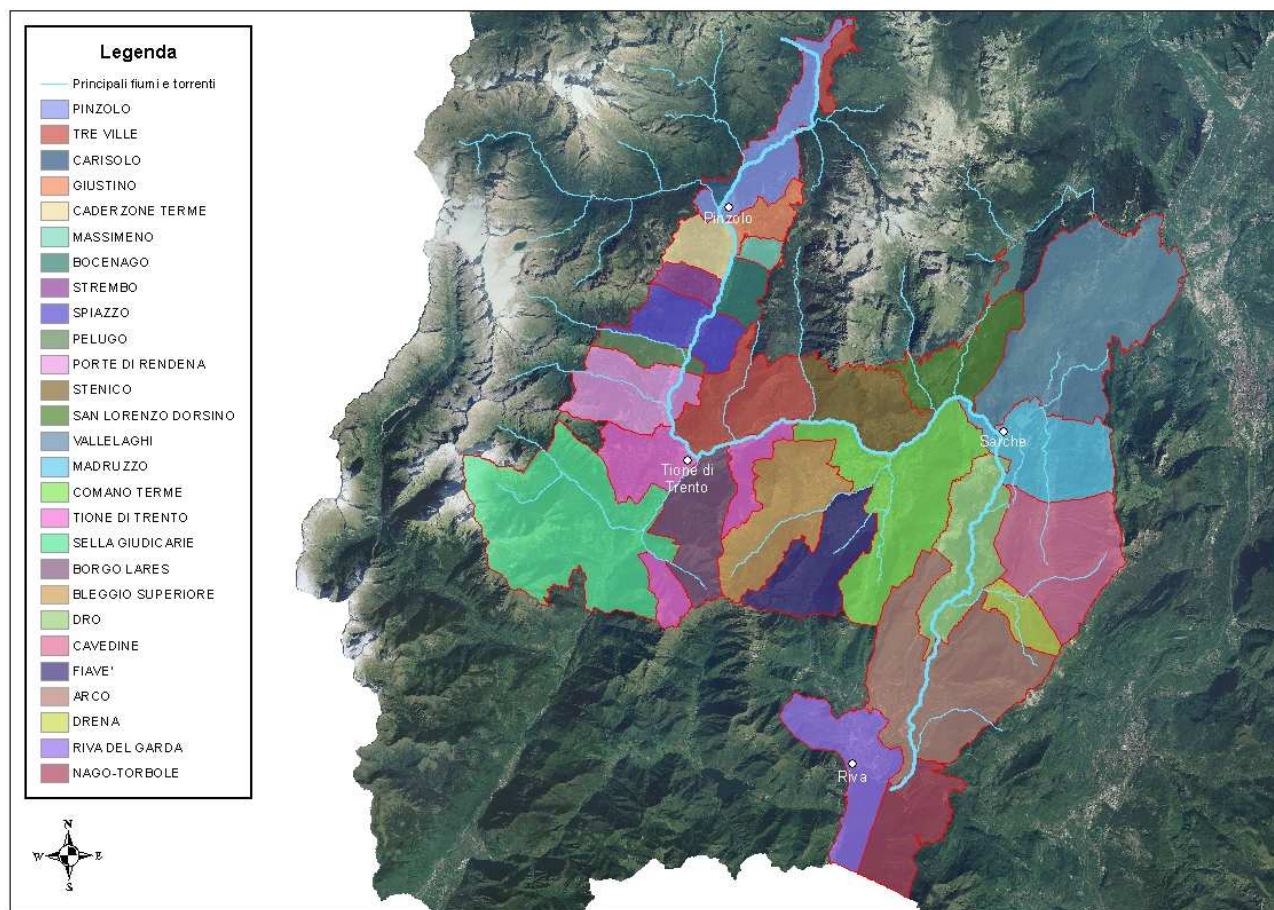 Legenda
Principali fiumi e torrenti
PINZOLO
TRE VILLE
CARISOLO
GIUSTINO
CADERZONE TERME
MASSIMENO
BOCENAGO
STREMBO
SPIAZZO
PELUGO
PORTE DI RENDENA
STENICO
SAN LORENZO DORSINO
VALLELAGHI
MADRUZZO
COMANO TERME
TIONE DI TRENTO
SELLA GIUDICARIE
BORGO LARES
BLEGGIO SUPERIORE
DRO
CAVEDINE
FIAVE'
ARCO
DRENA
RIVA DEL GARDA
NAGO-TORBOLE
N
W E
S
Pinzolo
Sarche
Tione di
Trento
Riva